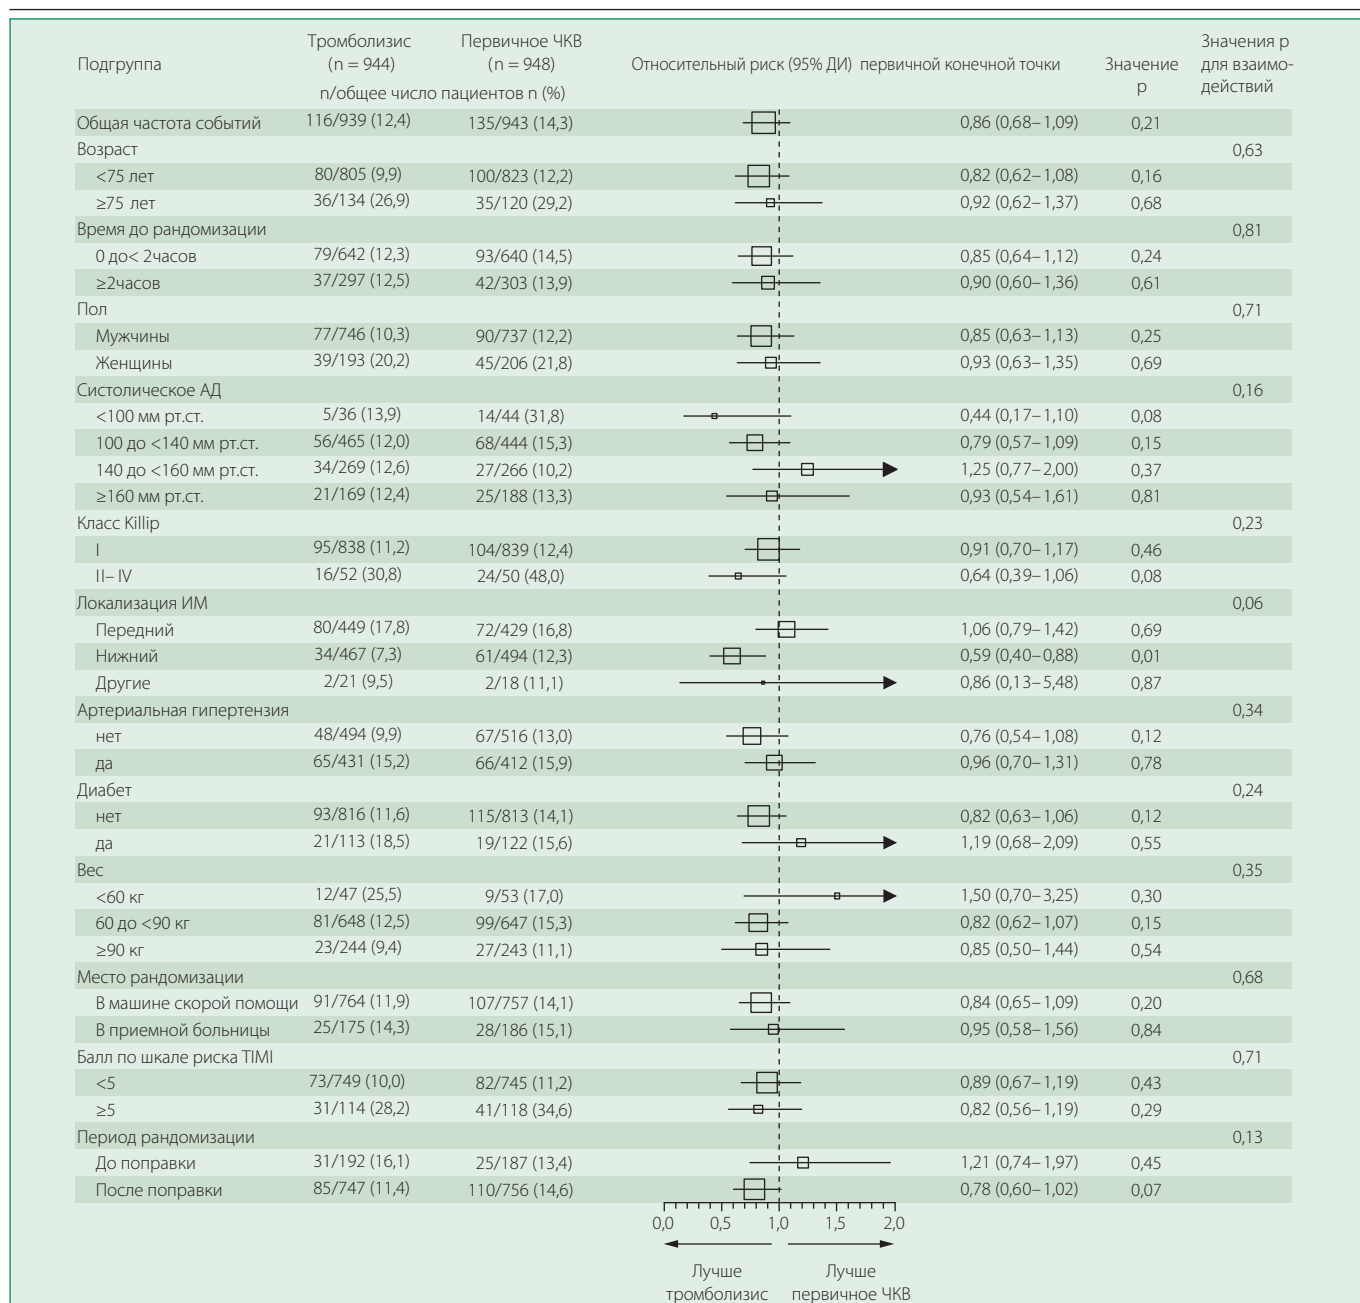 Подгруппа Тромболизис (n = 944) Первичное ЧКВ (n = 948) Относительный риск (95% ДИ) первичной конечной точки Значение р Значения р для взаимо-действий
n/общее число пациентов n (%)
Общая частота событий 116/939 (12,4) 135/943 (14,3) 0,86 (0,68–1,09) 0,21
Возраст 0,63
<75 лет 80/805 (9,9) 100/823 (12,2) 0,82 (0,62–1,08) 0,16
≥75 лет 36/134 (26,9) 35/120 (29,2) 0,92 (0,62–1,37) 0,68
Время до рандомизации 0,81
0 до< 2часов 79/642 (12,3) 93/640 (14,5) 0,85 (0,64–1,12) 0,24
≥2часов 37/297 (12,5) 42/303 (13,9) 0,90 (0,60–1,36) 0,61
Пол 0,71
Мужчины 77/746 (10,3) 90/737 (12,2) 0,85 (0,63–1,13) 0,25
Женщины 39/193 (20,2) 45/206 (21,8) 0,93 (0,63–1,35) 0,69
Систолическое АД 0,16
<100 мм рт.ст. 5/36 (13,9) 14/44 (31,8) 0,44 (0,17–1,10) 0,08
100 до <140 мм рт.ст. 56/465 (12,0) 68/444 (15,3) 0,79 (0,57–1,09) 0,15
140 до <160 мм рт.ст. 34/269 (12,6) 27/266 (10,2) 1,25 (0,77–2,00) 0,37
≥160 мм рт.ст. 21/169 (12,4) 25/188 (13,3) 0,93 (0,54–1,61) 0,81
Класс Killip 0,23
I 95/838 (11,2) 104/839 (12,4) 0,91 (0,70–1,17) 0,46
II– IV 16/52 (30,8) 24/50 (48,0) 0,64 (0,39–1,06) 0,08
Локализация ИМ 0,06
Передний 80/449 (17,8) 72/429 (16,8) 1,06 (0,79–1,42) 0,69
Нижний 34/467 (7,3) 61/494 (12,3) 0,59 (0,40–0,88) 0,01
Другие 2/21 (9,5) 2/18 (11,1) 0,86 (0,13–5,48) 0,87
Артериальная гипертензия 0,34
нет 48/494 (9,9) 67/516 (13,0) 0,76 (0,54–1,08) 0,12
да 65/431 (15,2) 66/412 (15,9) 0,96 (0,70–1,31) 0,78
Диабет 0,24
нет 93/816 (11,6) 115/813 (14,1) 0,82 (0,63–1,06) 0,12
да 21/113 (18,5) 19/122 (15,6) 1,19 (0,68–2,09) 0,55
Вес 0,35
<60 кг 12/47 (25,5) 9/53 (17,0) 1,50 (0,70–3,25) 0,30
60 до <90 кг 81/648 (12,5) 99/647 (15,3) 0,82 (0,62–1,07) 0,15
≥90 кг 23/244 (9,4) 27/243 (11,1) 0,85 (0,50–1,44) 0,54
Место рандомизации 0,68
В машине скорой помощи 91/764 (11,9) 107/757 (14,1) 0,84 (0,65–1,09) 0,20
В приемной больницы 25/175 (14,3) 28/186 (15,1) 0,95 (0,58–1,56) 0,84
Балл по шкале риска TIMI 0,71
<5 73/749 (10,0) 82/745 (11,2) 0,89 (0,67–1,19) 0,43
≥5 31/114 (28,2) 41/118 (34,6) 0,82 (0,56–1,19) 0,29
Период рандомизации 0,13
До поправки 31/192 (16,1) 25/187 (13,4) 1,21 (0,74–1,97) 0,45
После поправки 85/747 (11,4) 110/756 (14,6) 0,78 (0,60–1,02) 0,07
0,0 0,5 1,0 1,5 2,0
Лучше тромболизис Лучше первичное ЧКВ